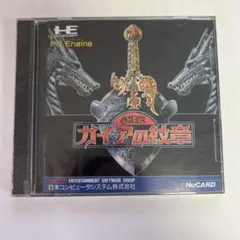 PC Engine
GAIA
ガイアの紋章
ENTERTAINMENT SOFTWARE GROUP
日本コンピュータシステム株式会社
HuCARD